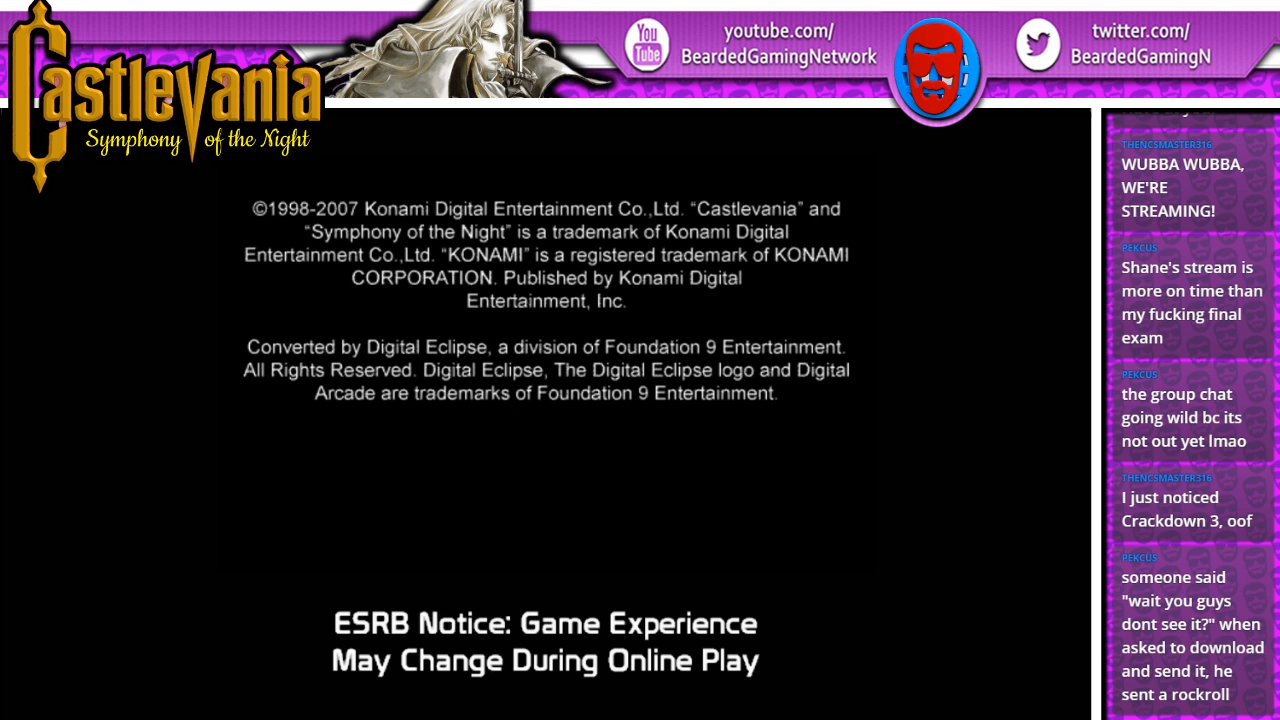 Castlevania
Symphony of the Night
You
Tube
youtube.com/
BeardedGamingNetwork
twitter.com/
BeardedGamingN
©1998-2007 Konami Digital Entertainment Co.,Ltd. “Castlevania” and
“Symphony of the Night” is a trademark of Konami Digital
Entertainment Co.,Ltd. “KONAMI” is a registered trademark of KONAMI
CORPORATION. Published by Konami Digital
Entertainment, Inc.
Converted by Digital Eclipse, a division of Foundation 9 Entertainment.
All Rights Reserved. Digital Eclipse, The Digital Eclipse logo and Digital
Arcade are trademarks of Foundation 9 Entertainment.
ESRB Notice: Game Experience
May Change During Online Play
THENCSMASTER316
WUBBA WUBBA,
WE'RE
STREAMING!
PEKCUS
Shane's stream is
more on time than
my fucking final
exam
PEKCUS
the group chat
going wild bc its
not out yet lmao
THENCSMASTER316
I just noticed
Crackdown 3, oof
PEKCUS
someone said
"wait you guys
dont see it?" when
asked to download
and send it, he
sent a rockroll